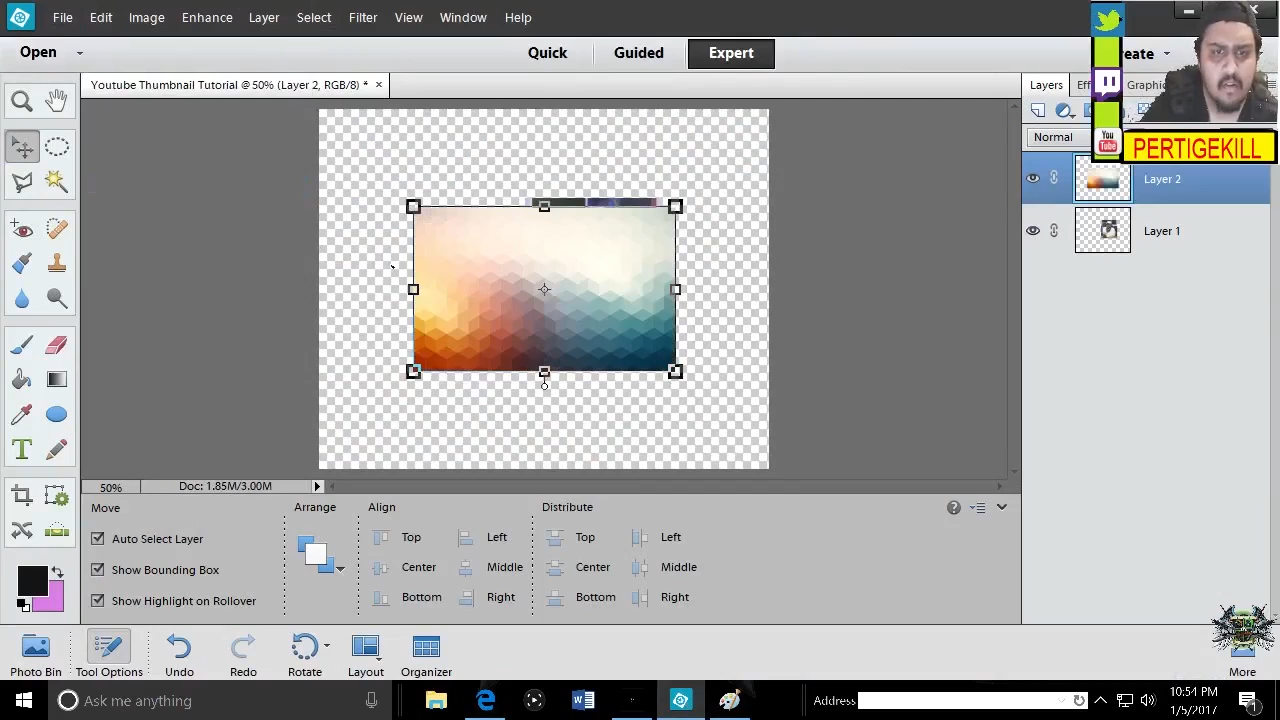 File Edit Image Enhance Layer Select Filter View Window Help
Open Quick Guided Expert
Youtube Thumbnail Tutorial @ 50% (Layer 2, RGB/8) *
Layers
Graphic
Normal
You
Tube
PERTIGEKILL
Layer 2
Layer 1
50% Doc: 1.85M/3.00M
Move Arrange Align Distribute
Auto Select Layer Top Left Top Left
Show Bounding Box Center Middle Center Middle
Show Highlight on Rollover Bottom Right Bottom Right
Photo Bin Tool Options Undo Redo Rotate Layout Organizer More
Ask me anything Address 10:54 PM
1/5/2017